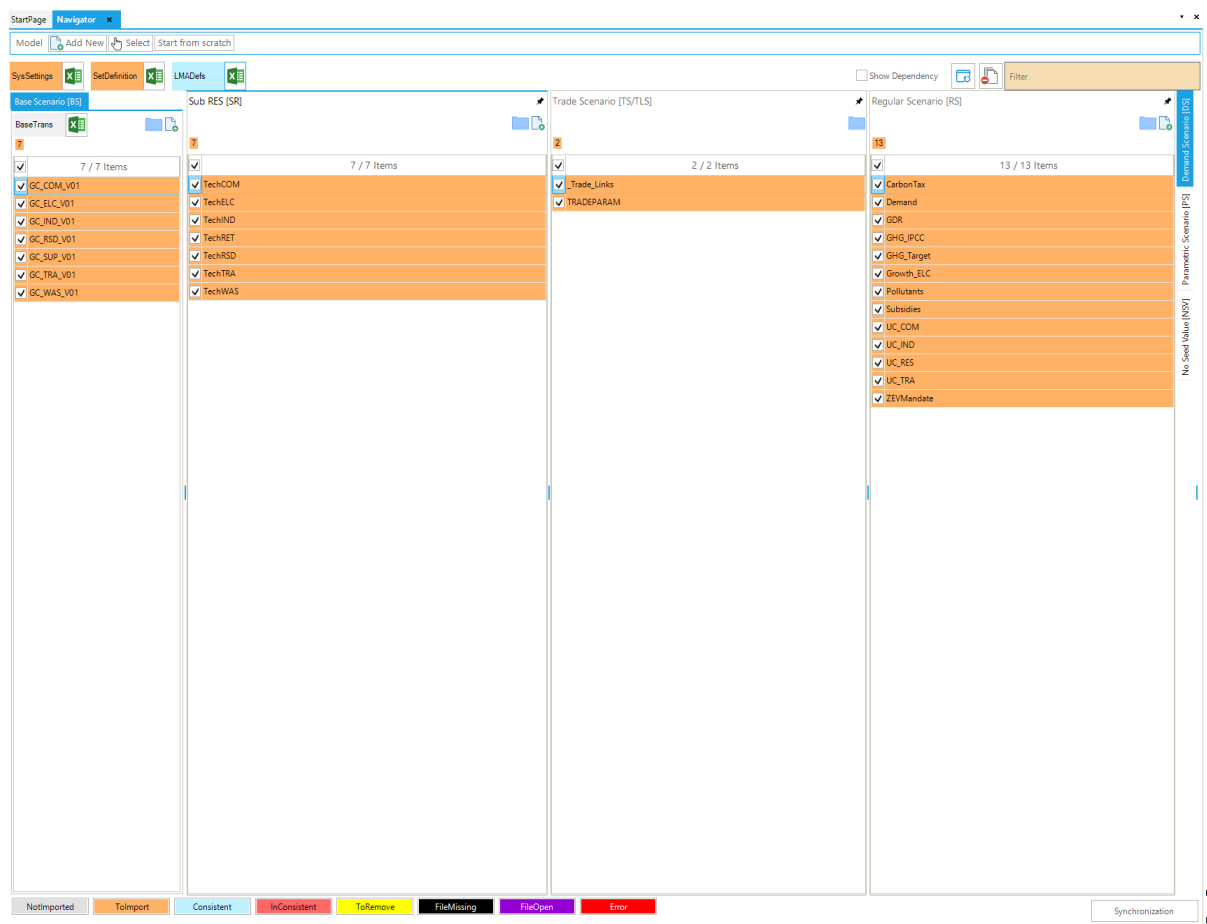 StartPage Navigator ×
Model Add New Select Start from scratch
SysSettings SetDefinition LMADefs Show Dependency Filter
Base Scenario [BS]
BaseTrans
7
7 / 7 Items
GC_COM_V01
GC_ELC_V01
GC_IND_V01
GC_RSD_V01
GC_SUP_V01
GC_TRA_V01
GC_WAS_V01
Sub RES [SR]
7
7 / 7 Items
TechCOM
TechELC
TechIND
TechRET
TechRSD
TechTRA
TechWAS
Trade Scenario [TS/TLS]
2
2 / 2 Items
_Trade_Links
TRADEPARAM
Regular Scenario [RS]
13
13 / 13 Items
CarbonTax
Demand
GDR
GHG_IPCC
GHG_Target
Growth_ELC
Pollutants
Subsidies
UC_COM
UC_IND
UC_RES
UC_TRA
ZEVMandate
Demand Scenario [DS]
Parametric Scenario [PS]
No Seed Value [NSV]
NotImported ToImport Consistent InConsistent ToRemove FileMissing FileOpen Error
Synchronization